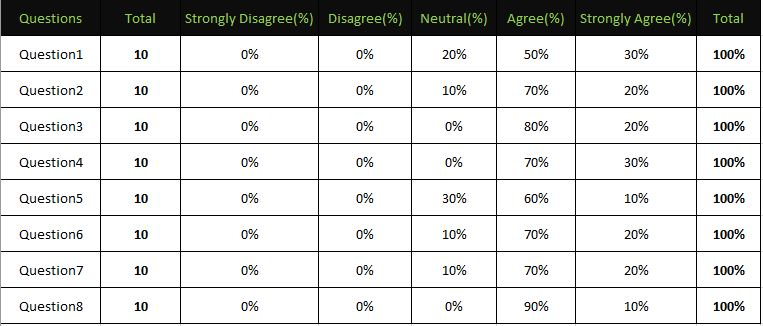 Questions Total Strongly Disagree(%) Disagree(%) Neutral(%) Agree(%) Strongly Agree(%) Total
Question1 10 0% 0% 20% 50% 30% 100%
Question2 10 0% 0% 10% 70% 20% 100%
Question3 10 0% 0% 0% 80% 20% 100%
Question4 10 0% 0% 0% 70% 30% 100%
Question5 10 0% 0% 30% 60% 10% 100%
Question6 10 0% 0% 10% 70% 20% 100%
Question7 10 0% 0% 10% 70% 20% 100%
Question8 10 0% 0% 0% 90% 10% 100%